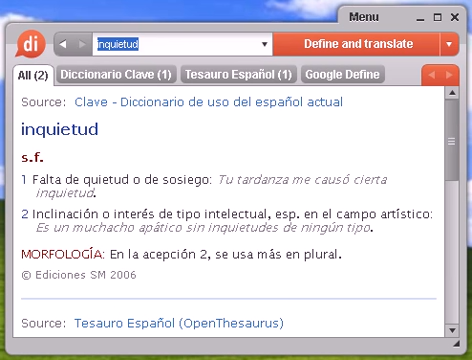 Menu
di
inquietud
Define and translate
All (2)
Diccionario Clave (1)
Tesauro Español (1)
Google Define
Source: Clave - Diccionario de uso del español actual
inquietud
s.f.
1 Falta de quietud o de sosiego: Tu tardanza me causó cierta
inquietud.
2 Inclinación o interés de tipo intelectual, esp. en el campo artístico:
Es un muchacho apático sin inquietudes de ningún tipo.
MORFOLOGÍA: En la acepción 2, se usa más en plural.
© Ediciones SM 2006
Source: Tesauro Español (OpenThesaurus)